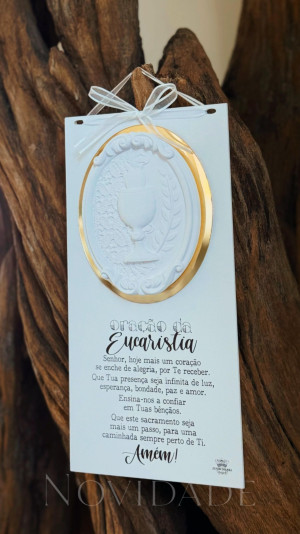 oração da
Eucaristia
Senhor, hoje mais um coração
se enche de alegria, por Te receber.
Que Tua presença seja infinita de luz,
esperança, bondade, paz e amor.
Ensina-nos a confiar
em Tuas bênçãos.
Que este sacramento seja
mais um passo, para uma
caminhada sempre perto de Ti.
Amém!
NOVIDADE